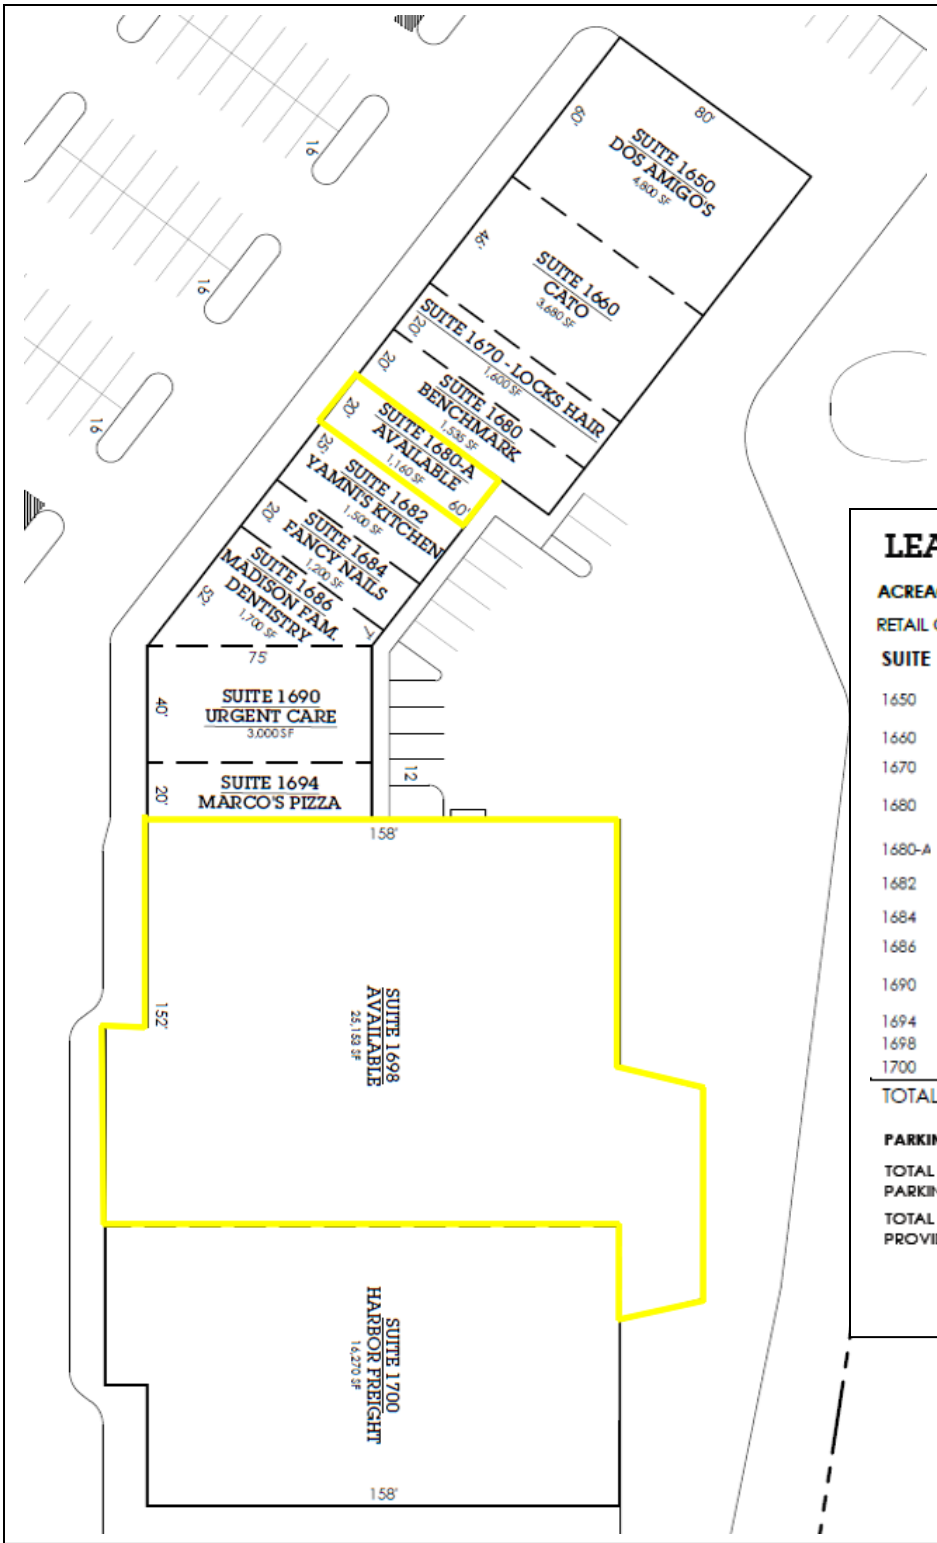 16
16
16
80'
60'
SUITE 1650
DOS AMIGO'S
4,800 SF
46'
SUITE 1660
CATO
3,680 SF
20'
SUITE 1670 - LOCKS HAIR
1,600 SF
20'
SUITE 1680
BENCHMARK
1,535 SF
20'
SUITE 1680-A
AVAILABLE
1,160 SF
60'
25'
SUITE 1682
YAMNI'S KITCHEN
1,500 SF
20'
SUITE 1684
FANCY NAILS
1,200 SF
52'
SUITE 1686
MADISON FAM.
DENTISTRY
1,700 SF
7'
75'
40'
SUITE 1690
URGENT CARE
3,000 SF
20'
SUITE 1694
MARCO'S PIZZA
12
158'
152'
SUITE 1698
AVAILABLE
25,153 SF
SUITE 1700
HARBOR FREIGHT
16,270 SF
158'
LEA
ACREA
RETAIL
SUITE
1650
1660
1670
1680
1680-A
1682
1684
1686
1690
1694
1698
1700
TOTAL
PARKIN
TOTAL
PARKIN
TOTAL
PROVI